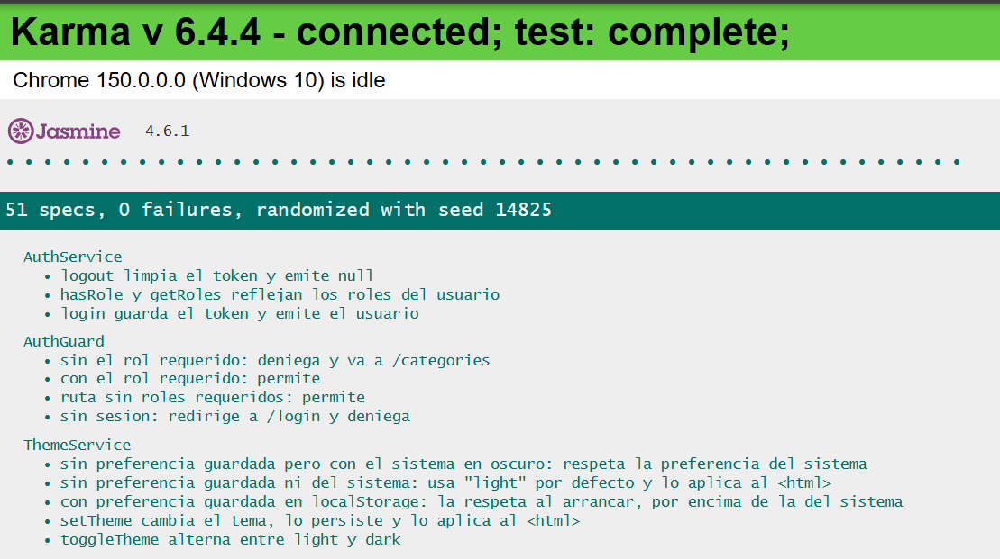 Karma v 6.4.4 - connected; test: complete;
Chrome 150.0.0.0 (Windows 10) is idle
Jasmine 4.6.1
51 specs, 0 failures, randomized with seed 14825
AuthService
• logout limpia el token y emite null
• hasRole y getRoles reflejan los roles del usuario
• login guarda el token y emite el usuario
AuthGuard
• sin el rol requerido: deniega y va a /categories
• con el rol requerido: permite
• ruta sin roles requeridos: permite
• sin sesion: redirige a /login y deniega
ThemeService
• sin preferencia guardada pero con el sistema en oscuro: respeta la preferencia del sistema
• sin preferencia guardada ni del sistema: usa "light" por defecto y lo aplica al <html>
• con preferencia guardada en localStorage: la respeta al arrancar, por encima de la del sistema
• setTheme cambia el tema, lo persiste y lo aplica al <html>
• toggleTheme alterna entre light y dark